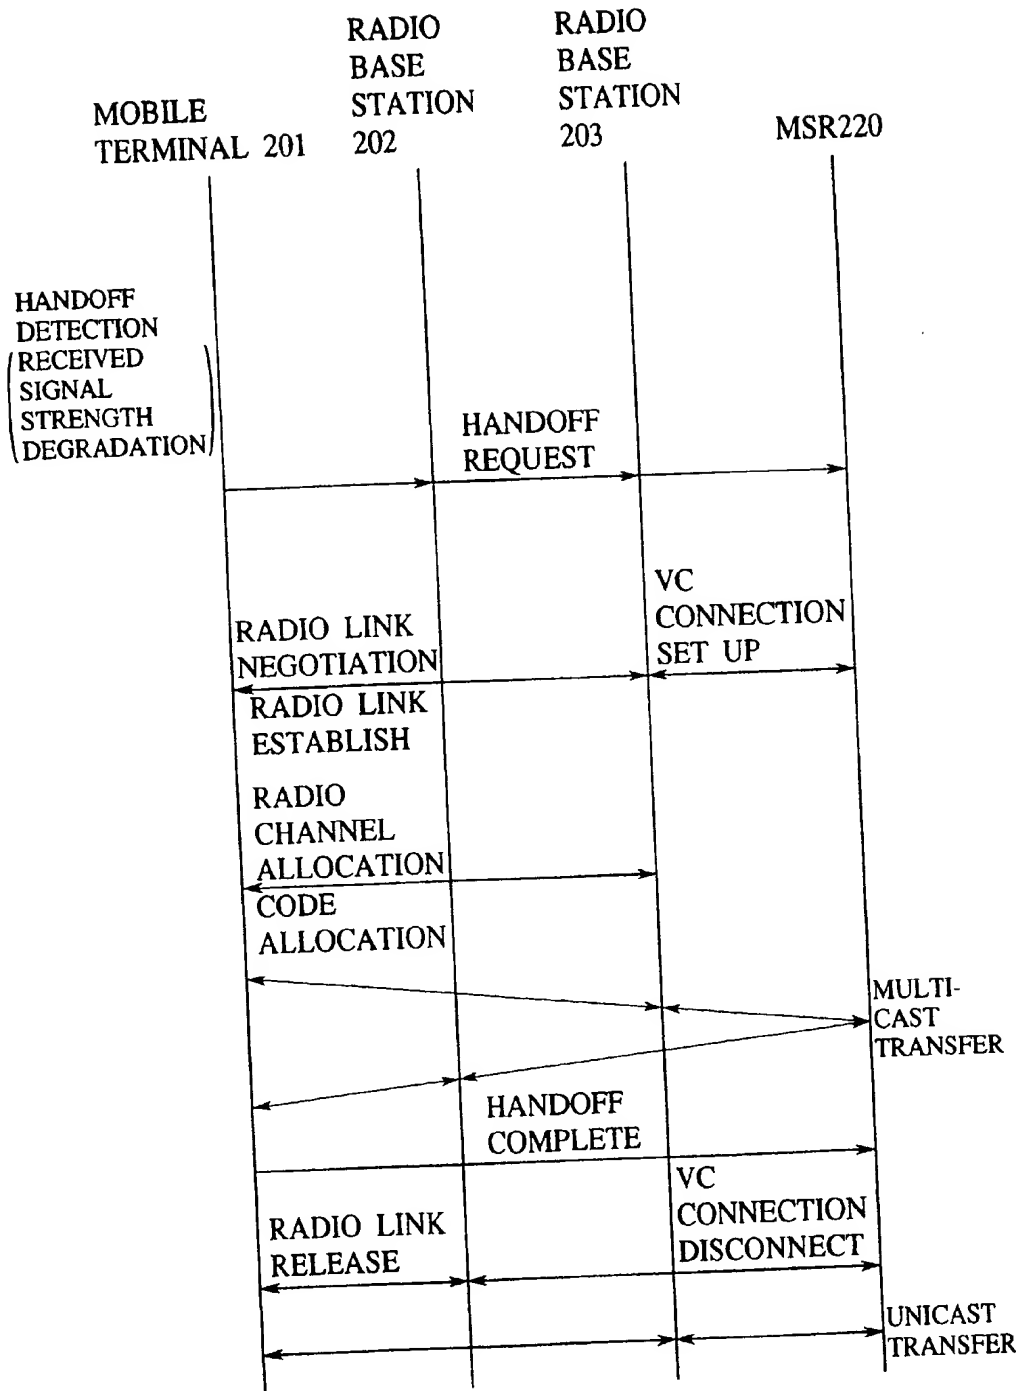 RADIO
BASE
STATION
202
RADIO
BASE
STATION
203
MOBILE
TERMINAL 201
MSR220
HANDOFF
DETECTION
RECEIVED
SIGNAL
STRENGTH
DEGRADATION
HANDOFF
REQUEST
VC
CONNECTION
SET UP
RADIO LINK
NEGOTIATION
RADIO LINK
ESTABLISH
RADIO
CHANNEL
ALLOCATION
CODE
ALLOCATION
MULTI-
CAST
TRANSFER
HANDOFF
COMPLETE
VC
CONNECTION
DISCONNECT
RADIO LINK
RELEASE
UNICAST
TRANSFER